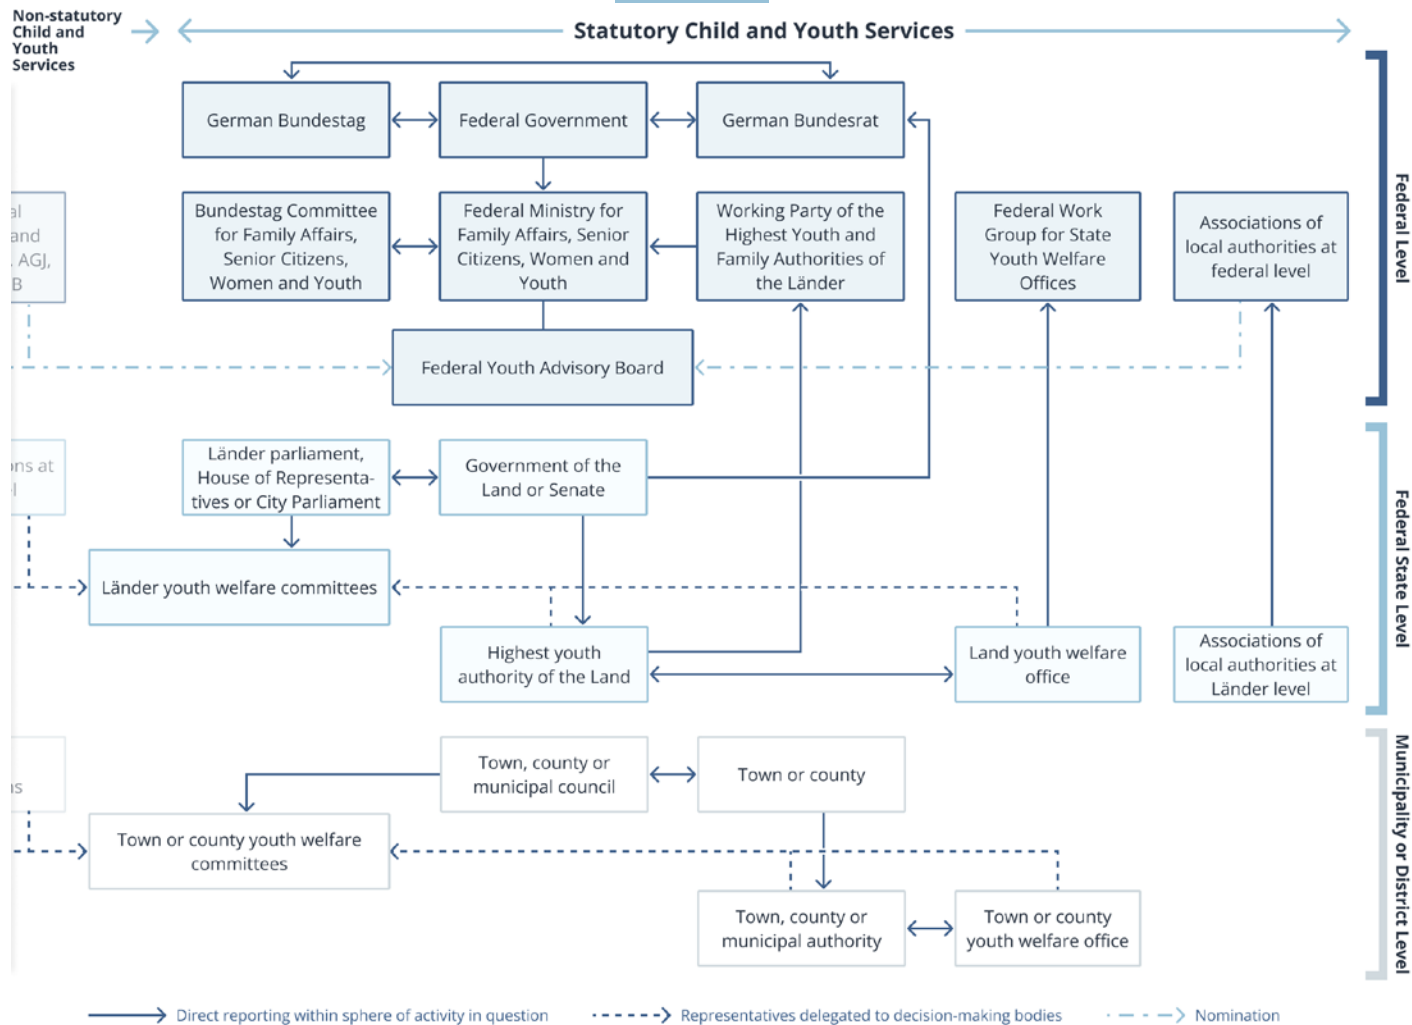 Non-statutory
Child and
Youth
Services
Statutory Child and Youth Services
German Bundestag
Federal Government
German Bundesrat
Bundestag Committee
for Family Affairs,
Senior Citizens,
Women and Youth
Federal Ministry for
Family Affairs, Senior
Citizens, Women and
Youth
Working Party of the
Highest Youth and
Family Authorities of
the Länder
Federal Work
Group for State
Youth Welfare
Offices
Associations of
local authorities at
federal level
al
and
AGJ,
B
Federal Youth Advisory Board
Federal Level
ons at
Länder parliament,
House of Representa-
tives or City Parliament
Government of the
Land or Senate
Länder youth welfare committees
Highest youth
authority of the Land
Land youth welfare
office
Associations of
local authorities at
Länder level
Federal State Level
Town, county or
municipal council
Town or county
Town or county youth welfare
committees
Town, county or
municipal authority
Town or county
youth welfare office
Municipality or District Level
Direct reporting within sphere of activity in question
Representatives delegated to decision-making bodies
Nomination